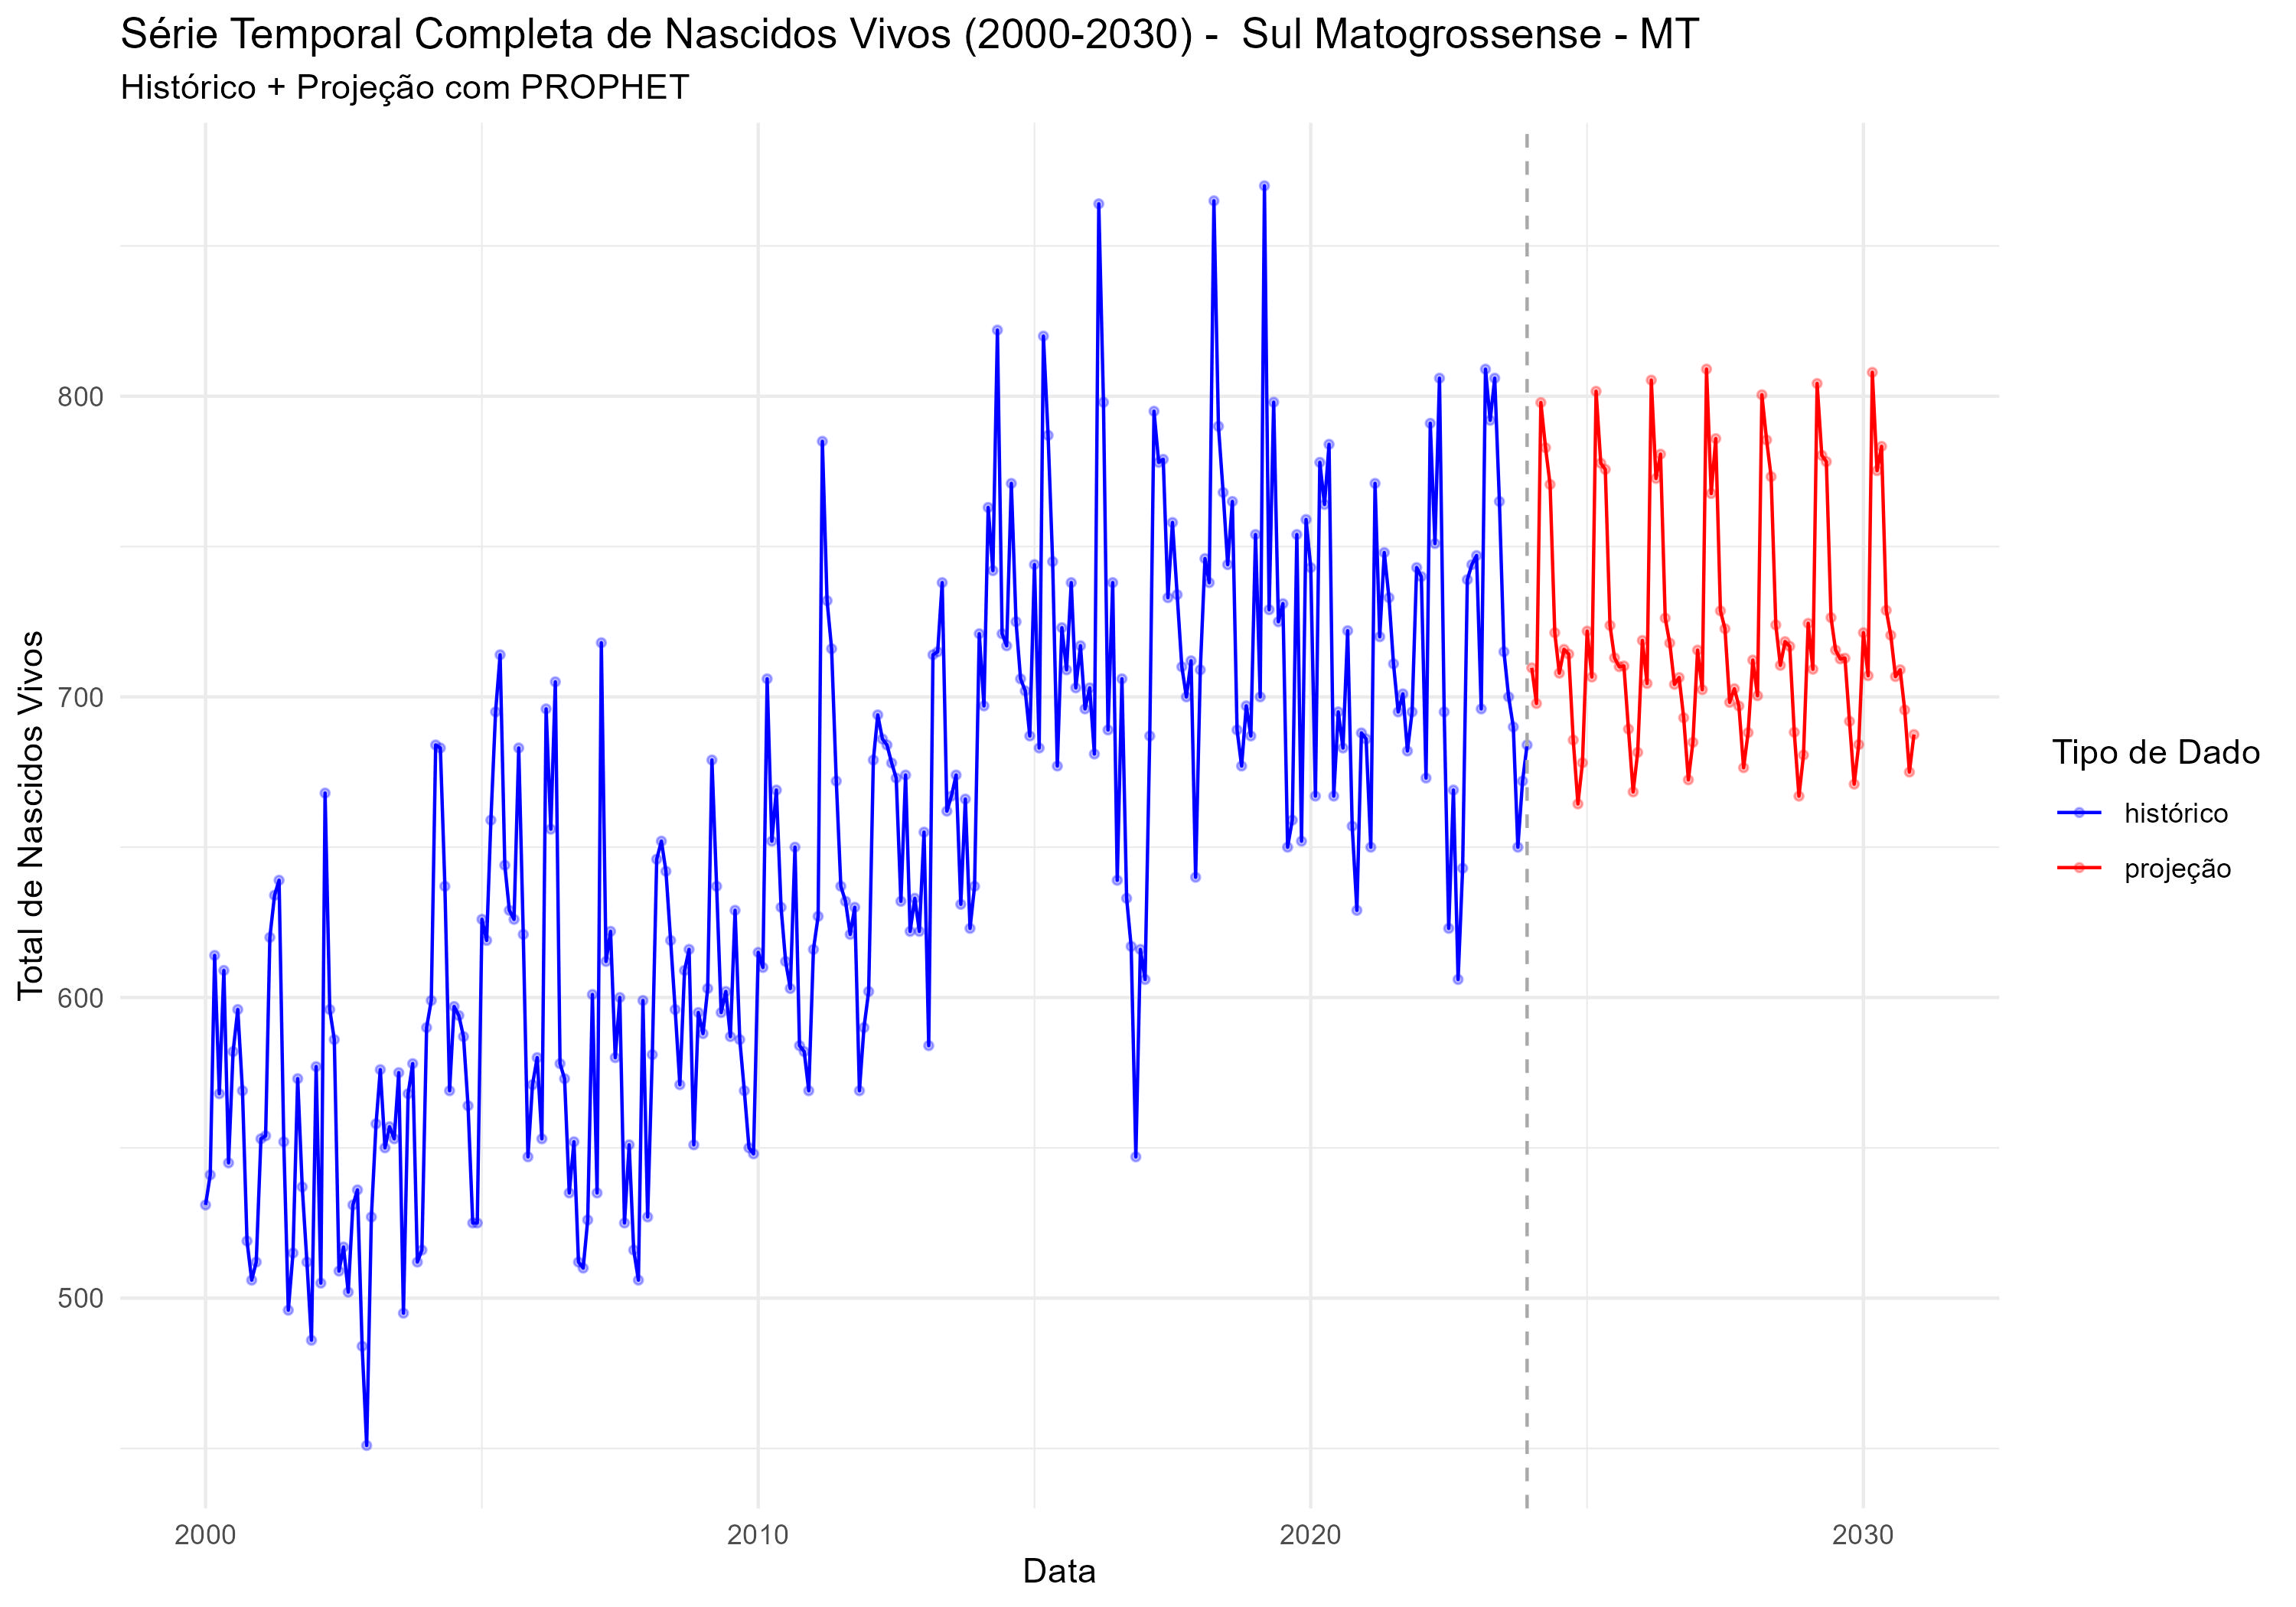 Série Temporal Completa de Nascidos Vivos (2000-2030) -  Sul Matogrossense - MT
Histórico + Projeção com PROPHET
Total de Nascidos Vivos
800
700
600
500
2000
2010
2020
2030
Data
Tipo de Dado
histórico
projeção